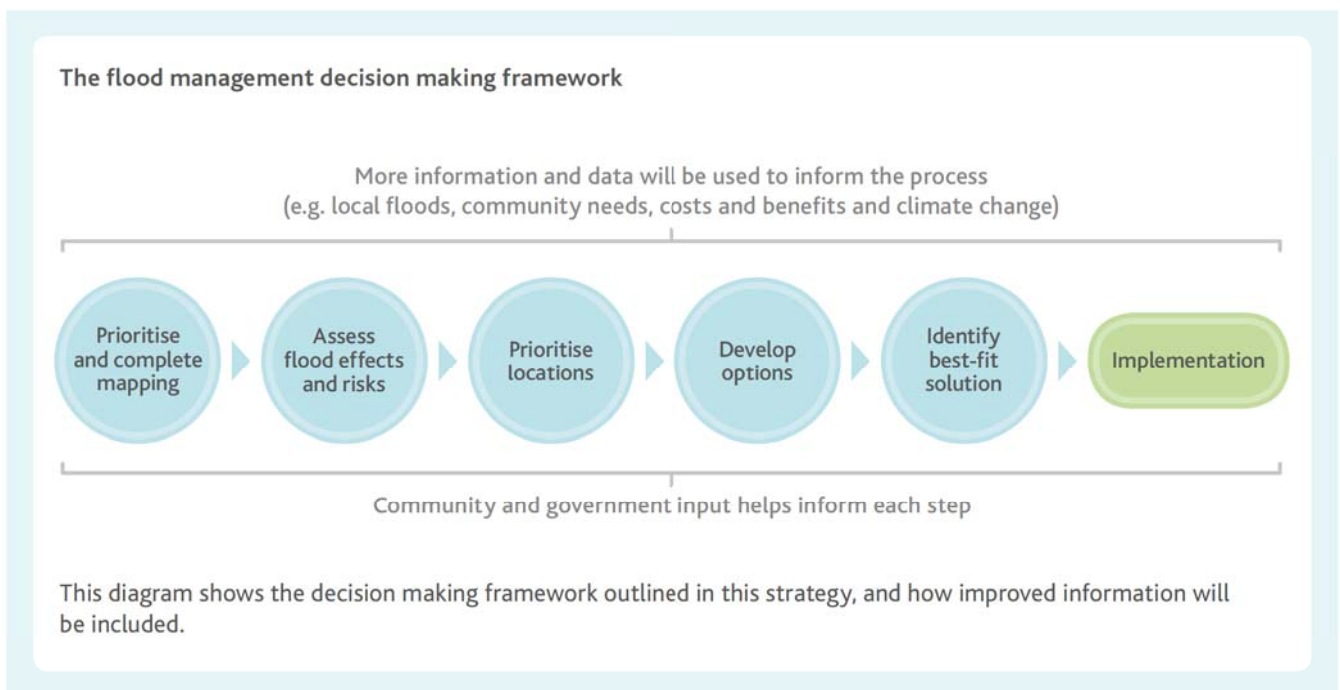 The flood management decision making framework
More information and data will be used to inform the process
(e.g. local floods, community needs, costs and benefits and climate change)
Prioritise
and complete
mapping
Assess
flood effects
and risks
Prioritise
locations
Develop
options
Identify
best-fit
solution
Implementation
Community and government input helps inform each step
This diagram shows the decision making framework outlined in this strategy, and how improved information will
be included.